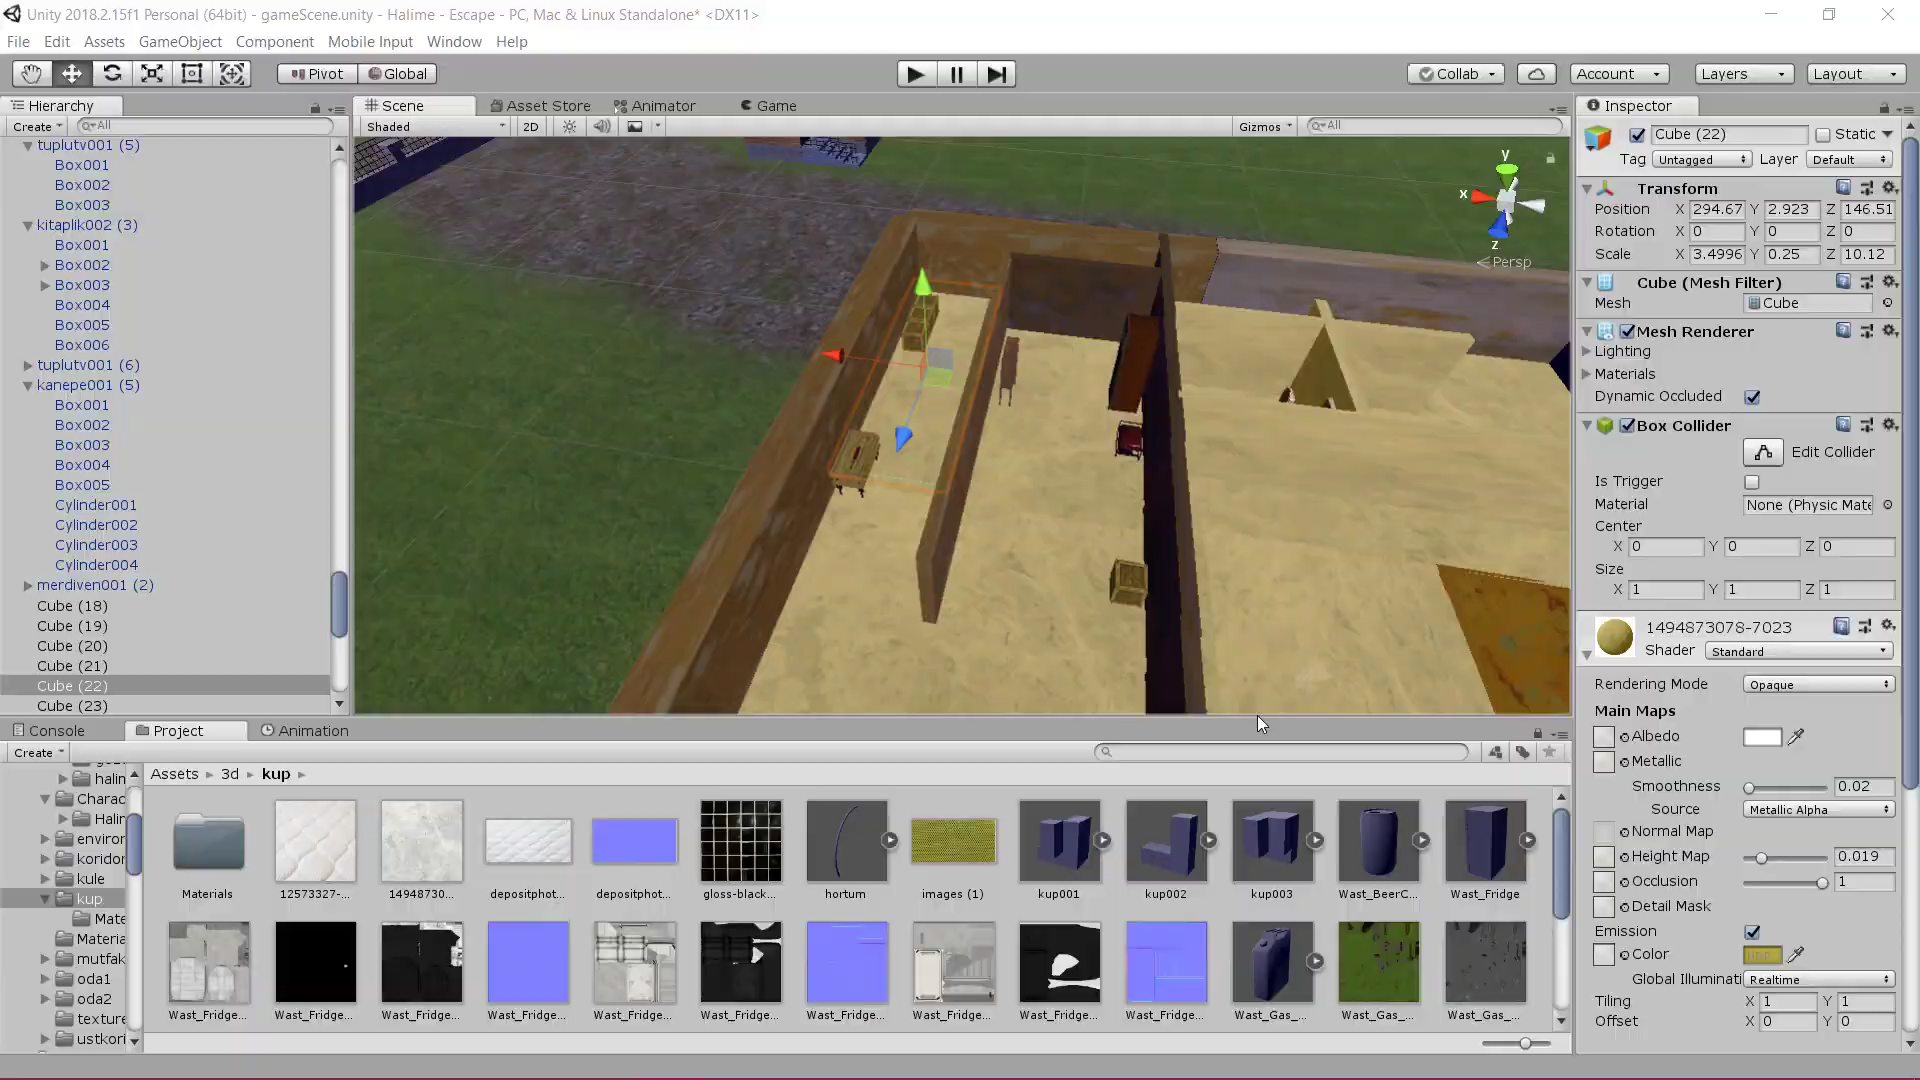 Unity 2018.2.15f1 Personal (64bit) - gameScene.unity - Halime - Escape - PC, Mac & Linux Standalone* <DX11>
File Edit Assets GameObject Component Mobile Input Window Help
Pivot Global Collab Account Layers Layout
Hierarchy Scene Asset Store Animator Game Inspector
Create All Shaded 2D Gizmos All
tuplutv001 (5)
Box001
Box002
Box003
kitaplik002 (3)
Box001
Box002
Box003
Box004
Box005
Box006
tuplutv001 (6)
kanepe001 (5)
Box001
Box002
Box003
Box004
Box005
Cylinder001
Cylinder002
Cylinder003
Cylinder004
merdiven001 (2)
Cube (18)
Cube (19)
Cube (20)
Cube (21)
Cube (22)
Cube (23)
y
x
z
Persp
Cube (22) Static
Tag Untagged Layer Default
Transform
Position X 294.67 Y 2.923 Z 146.51
Rotation X 0 Y 0 Z 0
Scale X 3.4996 Y 0.25 Z 10.12
Cube (Mesh Filter)
Mesh Cube
Mesh Renderer
Lighting
Materials
Dynamic Occluded
Box Collider
Edit Collider
Is Trigger
Material None (Physic Mate
Center
X 0 Y 0 Z 0
Size
X 1 Y 1 Z 1
1494873078-7023
Shader Standard
Rendering Mode Opaque
Main Maps
Albedo
Metallic
Smoothness 0.02
Source Metallic Alpha
Normal Map
Height Map 0.019
Occlusion 1
Detail Mask
Emission
Color
Global Illuminati Realtime
Tiling X 1 Y 1
Offset X 0 Y 0
Console Project Animation
Create
Assets 3d kup
halin
Charac
Halin
enviror
koridor
kule
kup
Mate
Materia
mutfak
oda1
oda2
texture
ustkori
Materials 12573327-... 14948730... depositphot... depositphot... gloss-black... hortum images (1) kup001 kup002 kup003 Wast_BeerC... Wast_Fridge
Wast_Fridge... Wast_Fridge... Wast_Fridge... Wast_Fridge... Wast_Fridge... Wast_Fridge... Wast_Fridge... Wast_Fridge... Wast_Fridge... Wast_Fridge... Wast_Gas_... Wast_Gas_... Wast_Gas_...